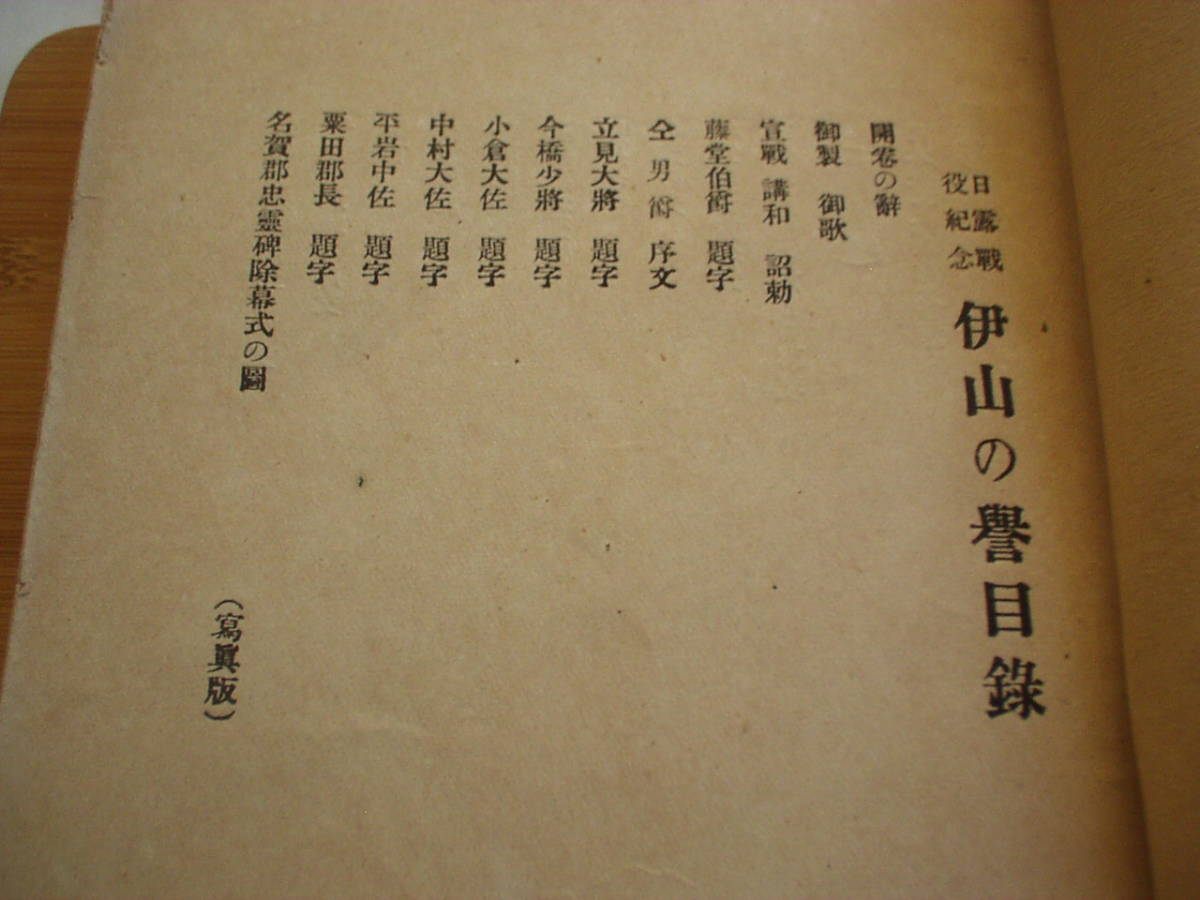 日露戰
役紀念
伊山の譽目錄
開卷の辭
御製 御歌
宣戰 講和 詔勅
藤堂伯爵 題字
仝男爵 序文
立見大將 題字
今橋少將 題字
小倉大佐 題字
中村大佐 題字
平岩中佐 題字
粟田郡長 題字
名賀郡忠靈碑除幕式の圖
(寫眞版)